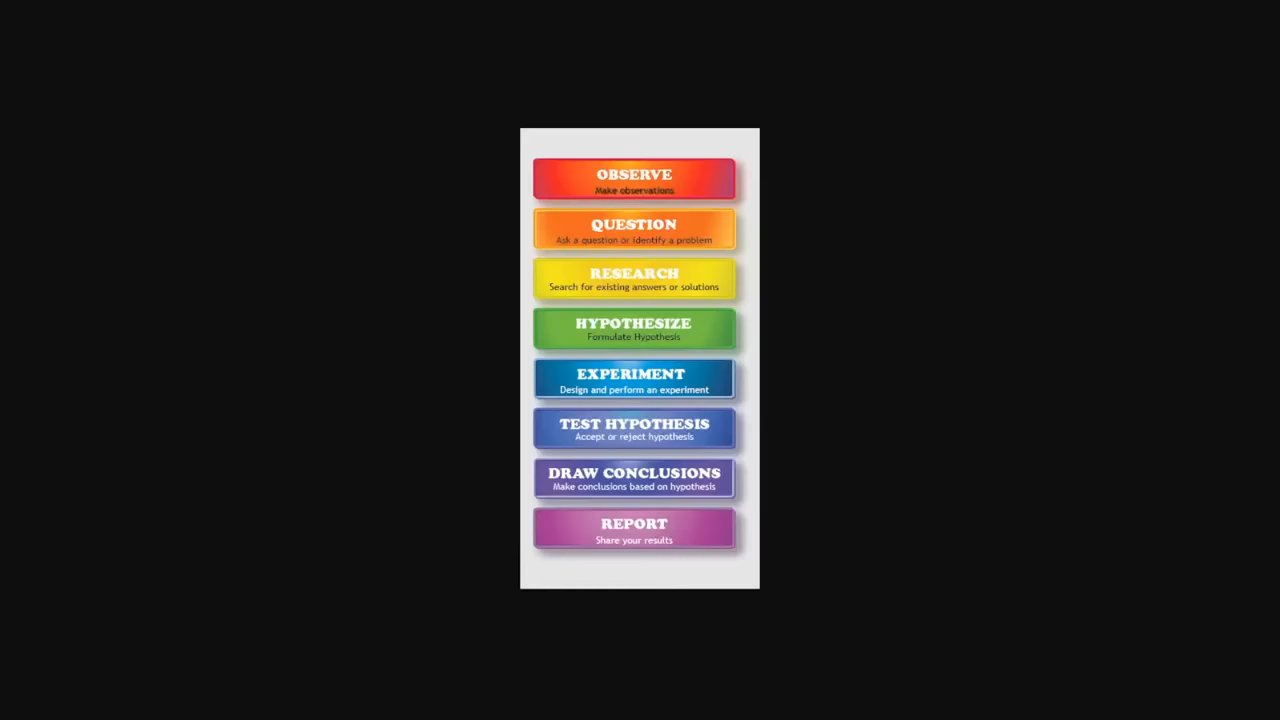 OBSERVE
Make observations
QUESTION
Ask a question or identify a problem
RESEARCH
Search for existing answers or solutions
HYPOTHESIZE
Formulate Hypothesis
EXPERIMENT
Design and perform an experiment
TEST HYPOTHESIS
Accept or reject hypothesis
DRAW CONCLUSIONS
Make conclusions based on hypothesis
REPORT
Share your results